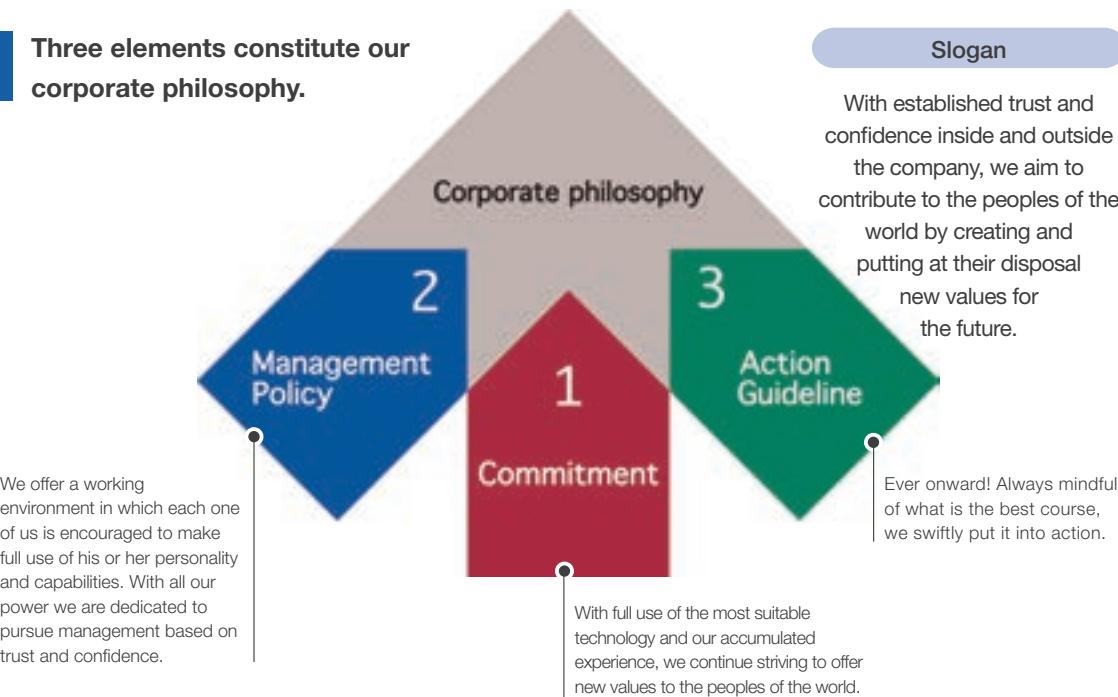 Three elements constitute our
corporate philosophy.
Slogan
With established trust and
confidence inside and outside
the company, we aim to
contribute to the peoples of the
world by creating and
putting at their disposal
new values for
the future.
Corporate philosophy
2
Management
Policy
1
Commitment
3
Action
Guideline
We offer a working
environment in which each one
of us is encouraged to make
full use of his or her personality
and capabilities. With all our
power we are dedicated to
pursue management based on
trust and confidence.
With full use of the most suitable
technology and our accumulated
experience, we continue striving to offer
new values to the peoples of the world.
Ever onward! Always mindful
of what is the best course,
we swiftly put it into action.